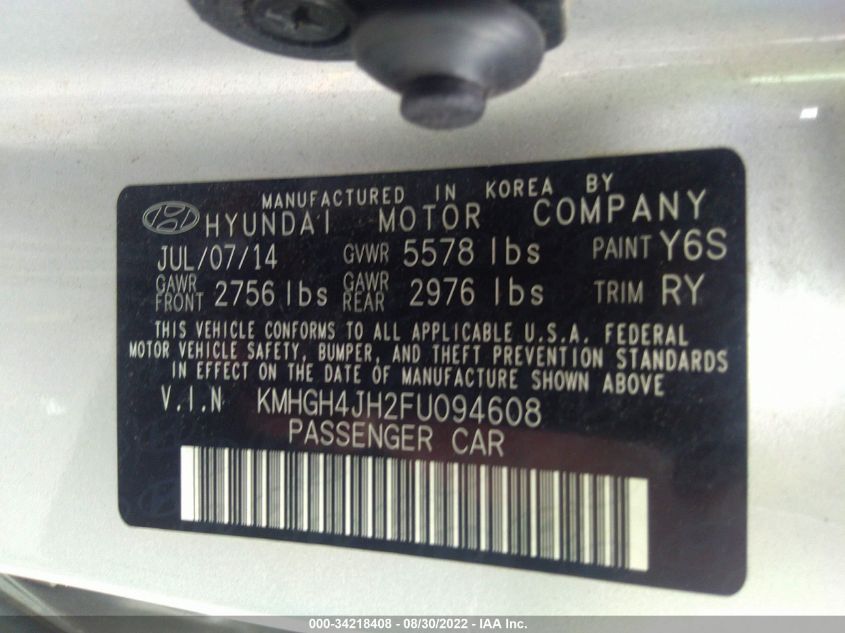 MANUFACTURED IN KOREA BY
HYUNDAI MOTOR COMPANY
JUL/07/14 GVWR 5578 lbs PAINT Y6S
GAWR FRONT 2756 lbs GAWR REAR 2976 lbs TRIM RY
THIS VEHICLE CONFORMS TO ALL APPLICABLE U.S.A. FEDERAL
MOTOR VEHICLE SAFETY, BUMPER, AND THEFT PREVENTION STANDARDS
IN EFFECT ON THE DATE OF MANUFACTURE SHOWN ABOVE
V.I.N KMHGH4JH2FU094608
PASSENGER CAR
000-34218408 - 08/30/2022 - IAA Inc.